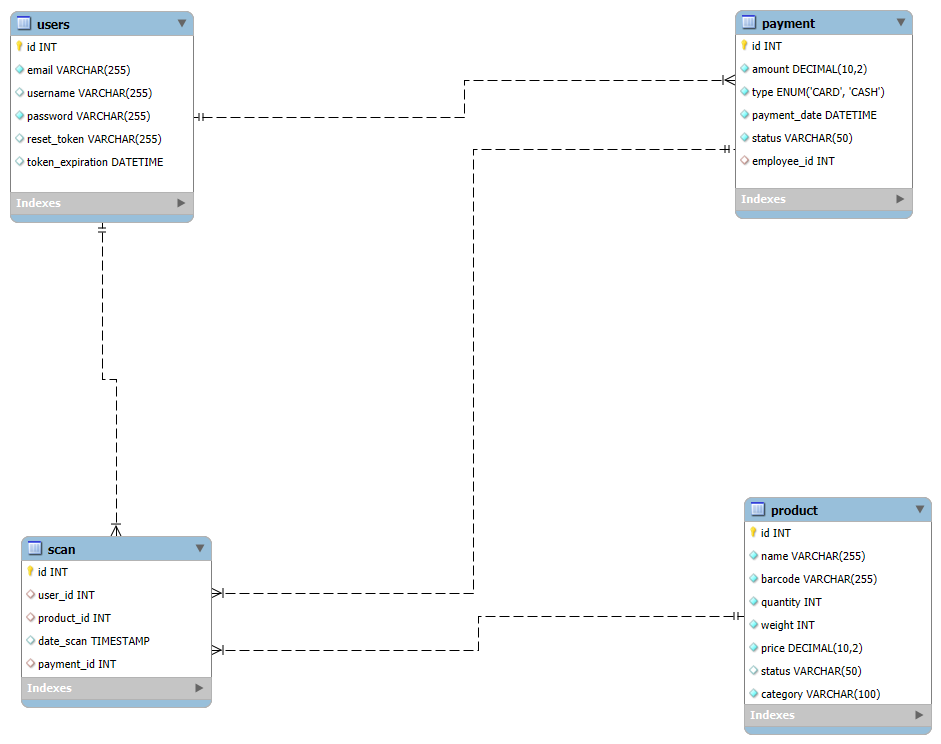 users
id INT
email VARCHAR(255)
username VARCHAR(255)
password VARCHAR(255)
reset_token VARCHAR(255)
token_expiration DATETIME
Indexes
payment
id INT
amount DECIMAL(10,2)
type ENUM('CARD', 'CASH')
payment_date DATETIME
status VARCHAR(50)
employee_id INT
Indexes
scan
id INT
user_id INT
product_id INT
date_scan TIMESTAMP
payment_id INT
Indexes
product
id INT
name VARCHAR(255)
barcode VARCHAR(255)
quantity INT
weight INT
price DECIMAL(10,2)
status VARCHAR(50)
category VARCHAR(100)
Indexes